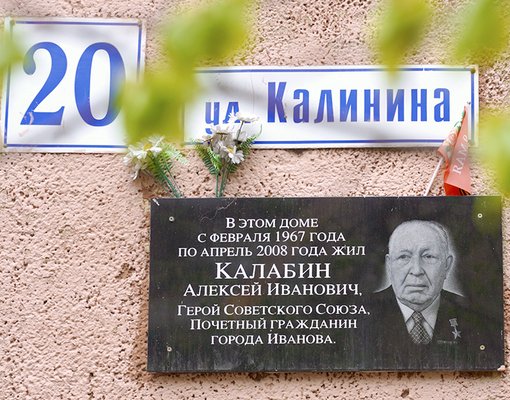 20
ул. Калинина
В ЭТОМ ДОМЕ
С ФЕВРАЛЯ 1967 ГОДА
ПО АПРЕЛЬ 2008 ГОДА ЖИЛ
КАЛАБИН
АЛЕКСЕЙ ИВАНОВИЧ,
ГЕРОЙ СОВЕТСКОГО СОЮЗА,
ПОЧЕТНЫЙ ГРАЖДАНИН
ГОРОДА ИВАНОВА.